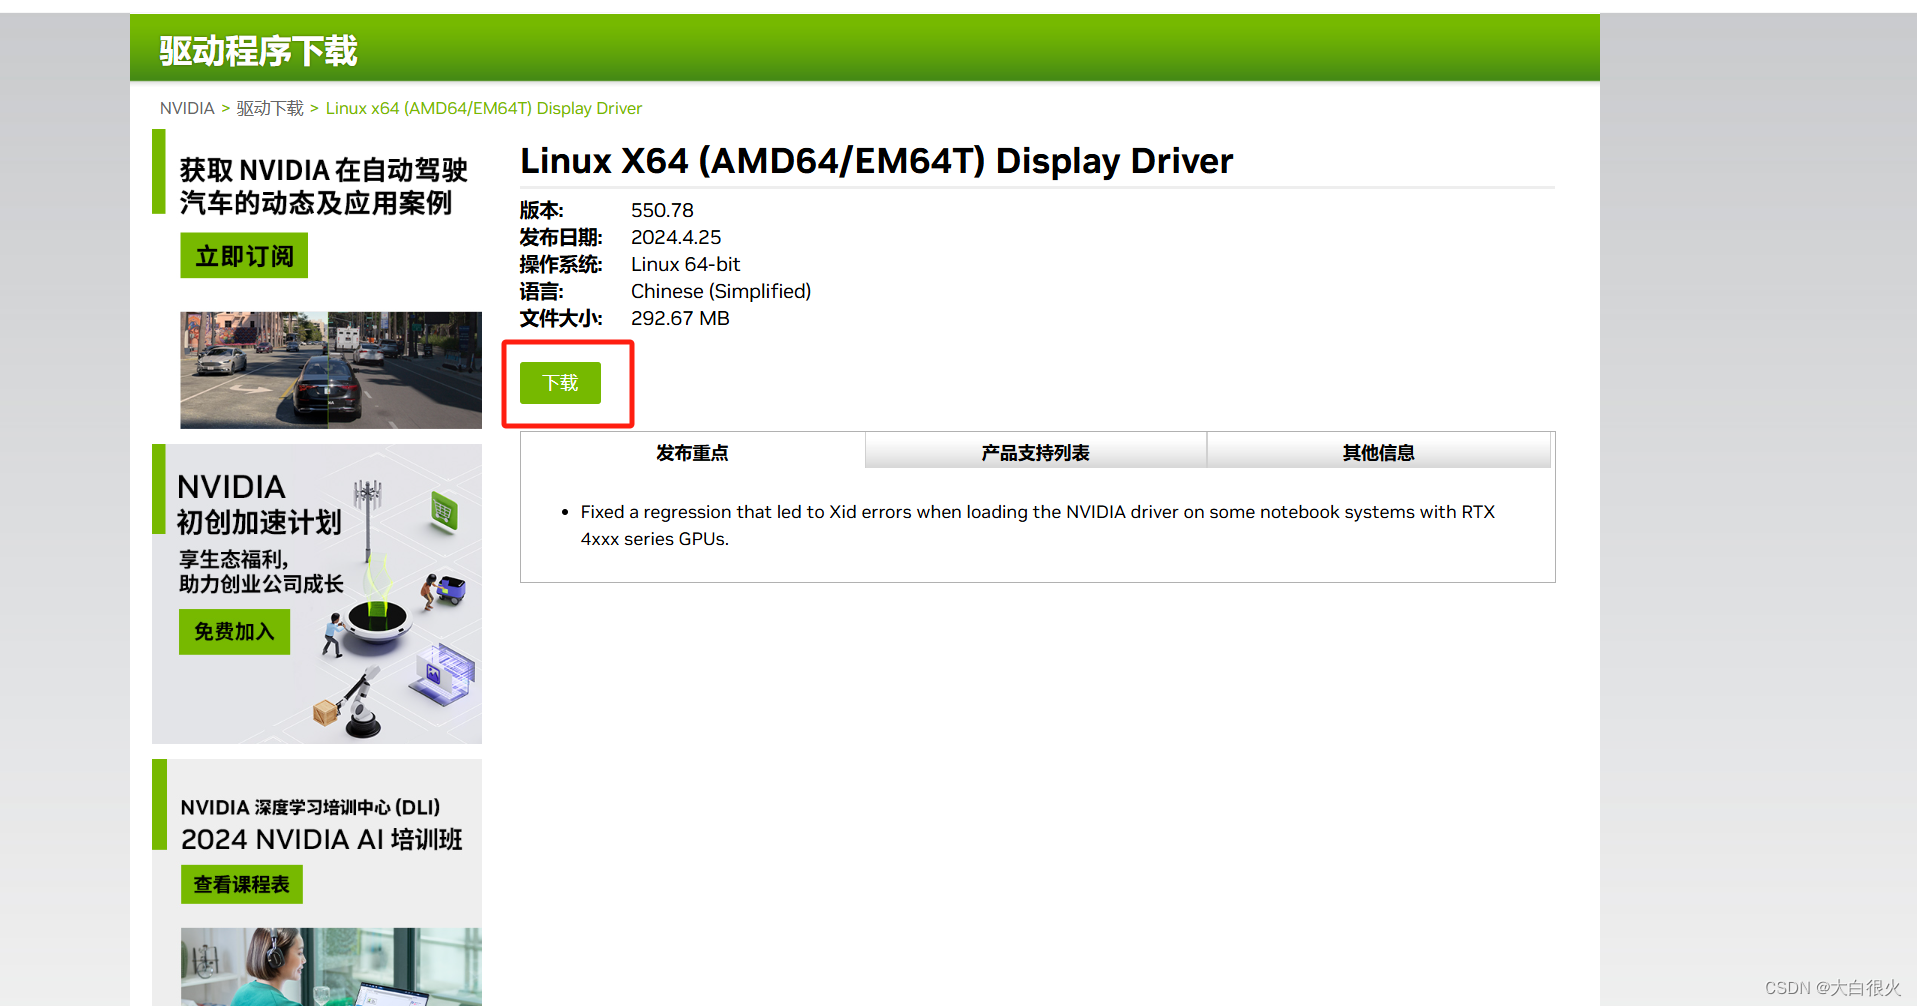 驱动程序下载
NVIDIA > 驱动下载 > Linux x64 (AMD64/EM64T) Display Driver
获取 NVIDIA 在自动驾驶
汽车的动态及应用案例
立即订阅
NVIDIA
初创加速计划
享生态福利,
助力创业公司成长
免费加入
NVIDIA 深度学习培训中心 (DLI)
2024 NVIDIA AI 培训班
查看课程表
Linux X64 (AMD64/EM64T) Display Driver
版本: 550.78
发布日期: 2024.4.25
操作系统: Linux 64-bit
语言: Chinese (Simplified)
文件大小: 292.67 MB
下载
发布重点 产品支持列表 其他信息
• Fixed a regression that led to Xid errors when loading the NVIDIA driver on some notebook systems with RTX
4xxx series GPUs.
CSDN @大白很火